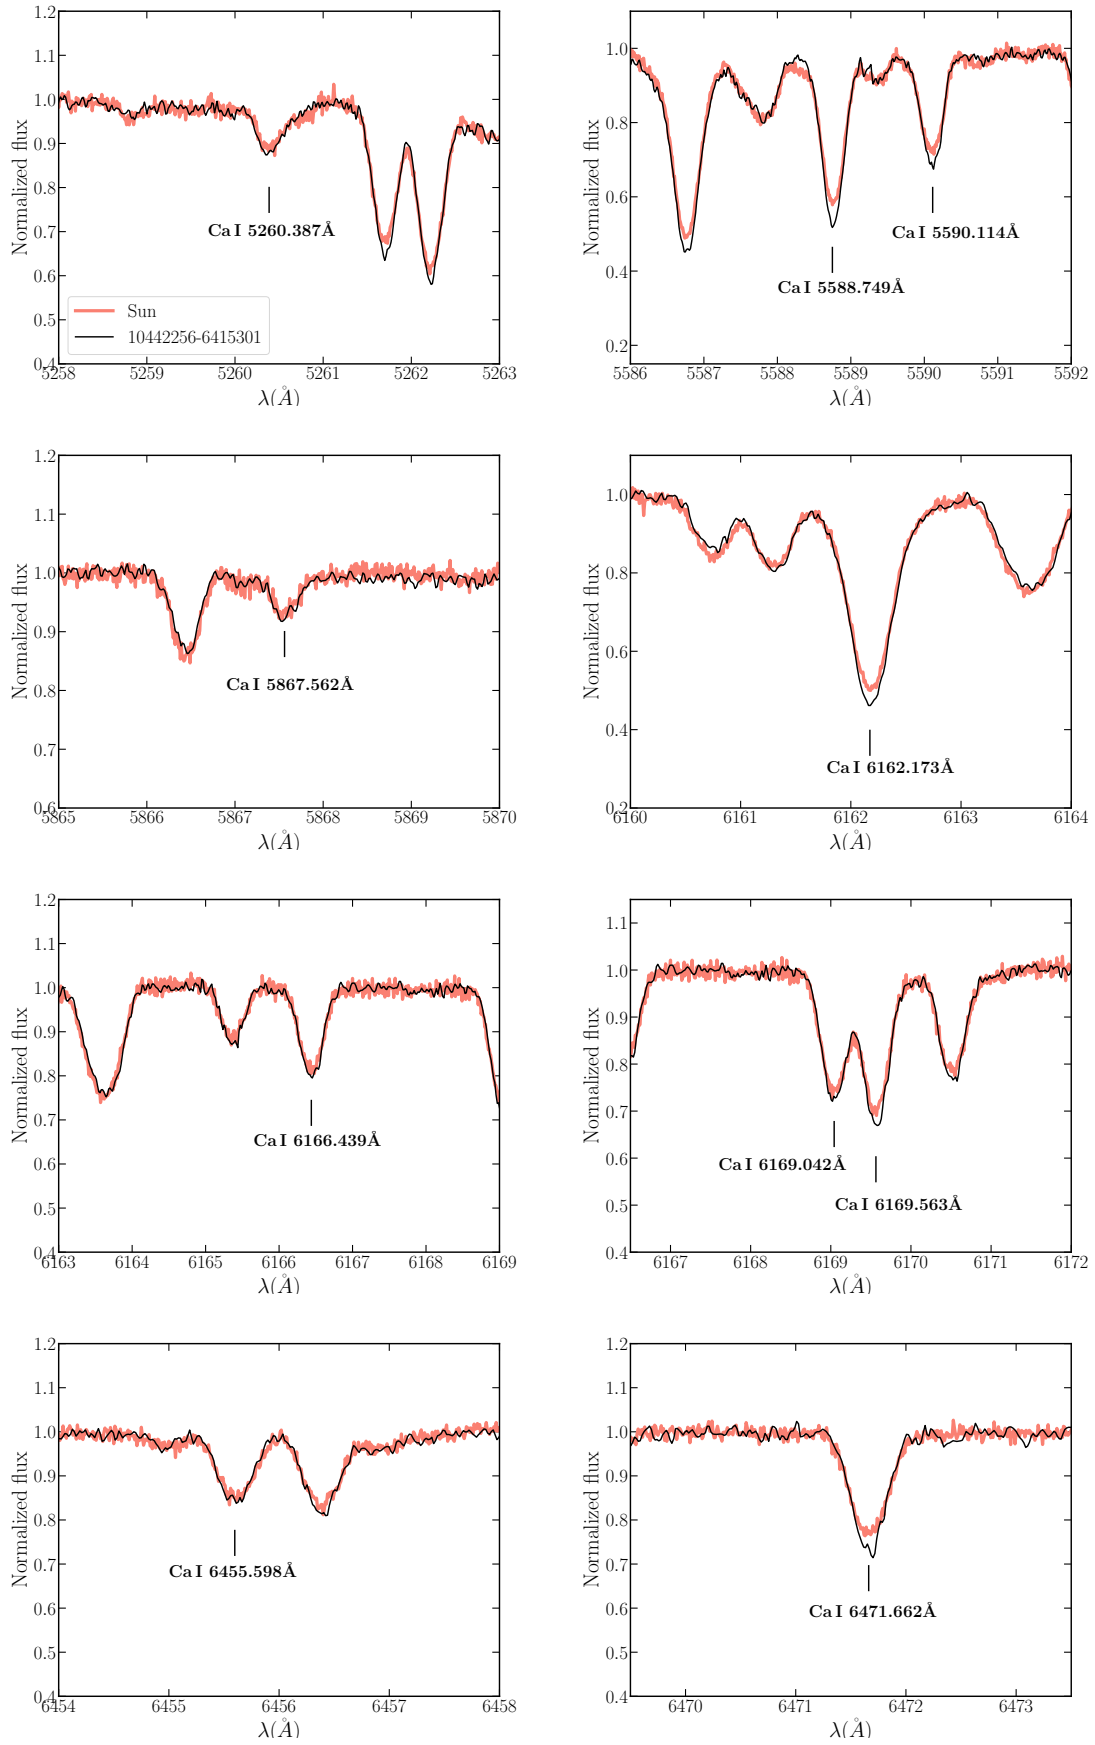 1.2
1.1
1.0
0.9
0.8
0.7
0.6
0.5
0.4
Normalized flux
Ca I 5260.387Å
Sun
10442256-6415301
5258 5259 5260 5261 5262 5263
λ(Å)
1.0
0.8
0.6
0.4
0.2
Normalized flux
Ca I 5590.114Å
Ca I 5588.749Å
5586 5587 5588 5589 5590 5591 5592
λ(Å)
1.2
1.1
1.0
0.9
0.8
0.7
0.6
Normalized flux
Ca I 5867.562Å
5865 5866 5867 5868 5869 5870
λ(Å)
1.0
0.8
0.6
0.4
0.2
Normalized flux
Ca I 6162.173Å
6160 6161 6162 6163 6164
λ(Å)
1.2
1.1
1.0
0.9
0.8
0.7
0.6
0.5
0.4
Normalized flux
Ca I 6166.439Å
6163 6164 6165 6166 6167 6168 6169
λ(Å)
1.1
1.0
0.9
0.8
0.7
0.6
0.5
0.4
Normalized flux
Ca I 6169.042Å
Ca I 6169.563Å
6167 6168 6169 6170 6171 6172
λ(Å)
1.2
1.1
1.0
0.9
0.8
0.7
0.6
0.5
0.4
Normalized flux
Ca I 6455.598Å
6454 6455 6456 6457 6458
λ(Å)
1.2
1.1
1.0
0.9
0.8
0.7
0.6
0.5
0.4
Normalized flux
Ca I 6471.662Å
6470 6471 6472 6473
λ(Å)